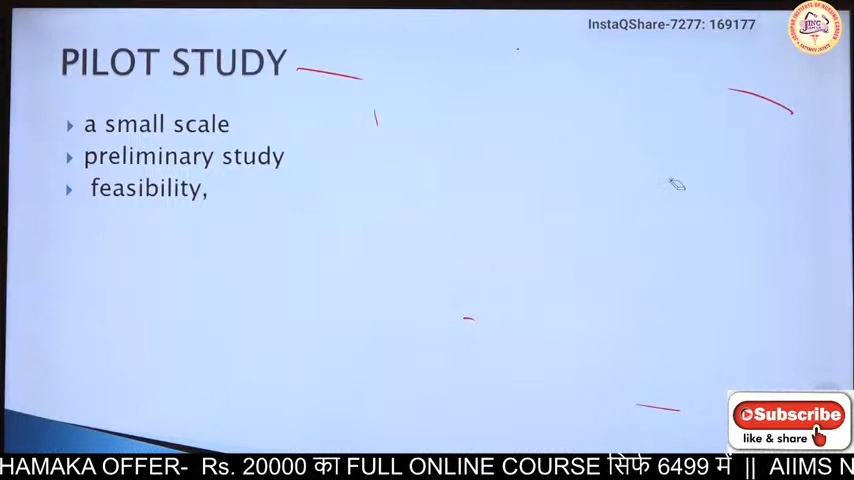 InstaQShare-7277: 169177
PILOT STUDY
a small scale
preliminary study
feasibility,
Subscribe
like & share
HAMAKA OFFER- Rs. 20000 का FULL ONLINE COURSE सिर्फ 6499 में || AIIMS N